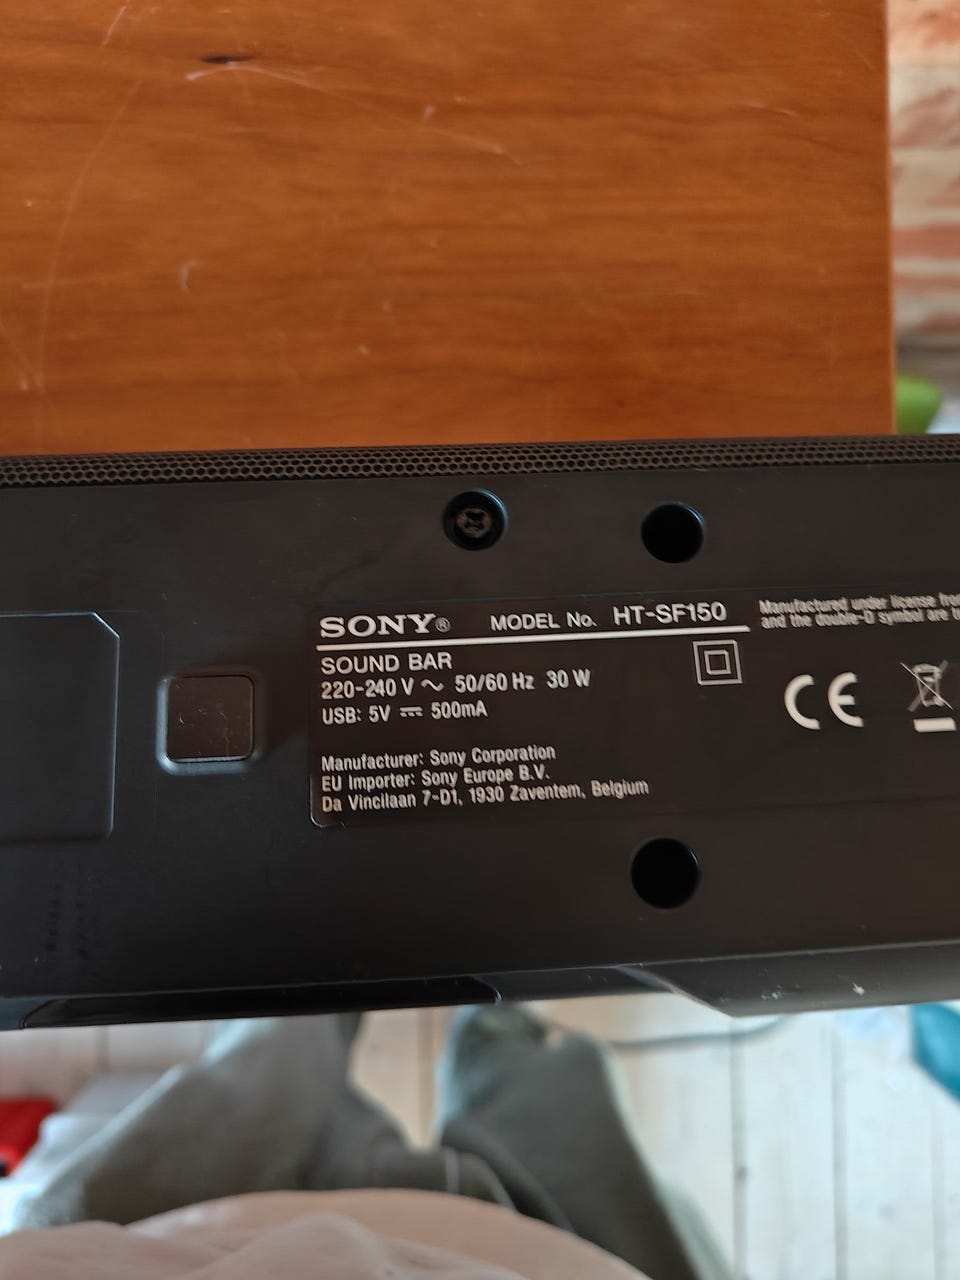 SONY® MODEL No. HT-SF150
SOUND BAR
220-240 V ~ 50/60 Hz 30 W
USB: 5V ⎓ 500mA
Manufacturer: Sony Corporation
EU Importer: Sony Europe B.V.
Da Vincilaan 7-D1, 1930 Zaventem, Belgium
Manufactured under license from
and the double-D symbol are
CE